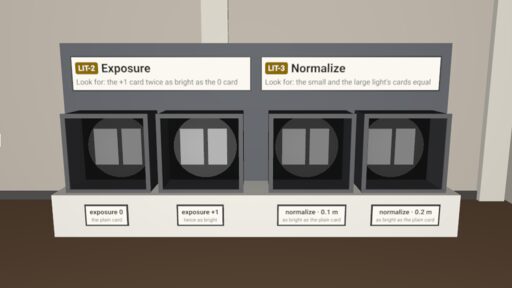 LIT-2 Exposure
Look for: the +1 card twice as bright as the 0 card
LIT-3 Normalize
Look for: the small and the large light's cards equal
exposure 0
the plain card
exposure +1
twice as bright
normalize · 0.1 m
as bright as the plain card
normalize · 0.2 m
as bright as the plain card